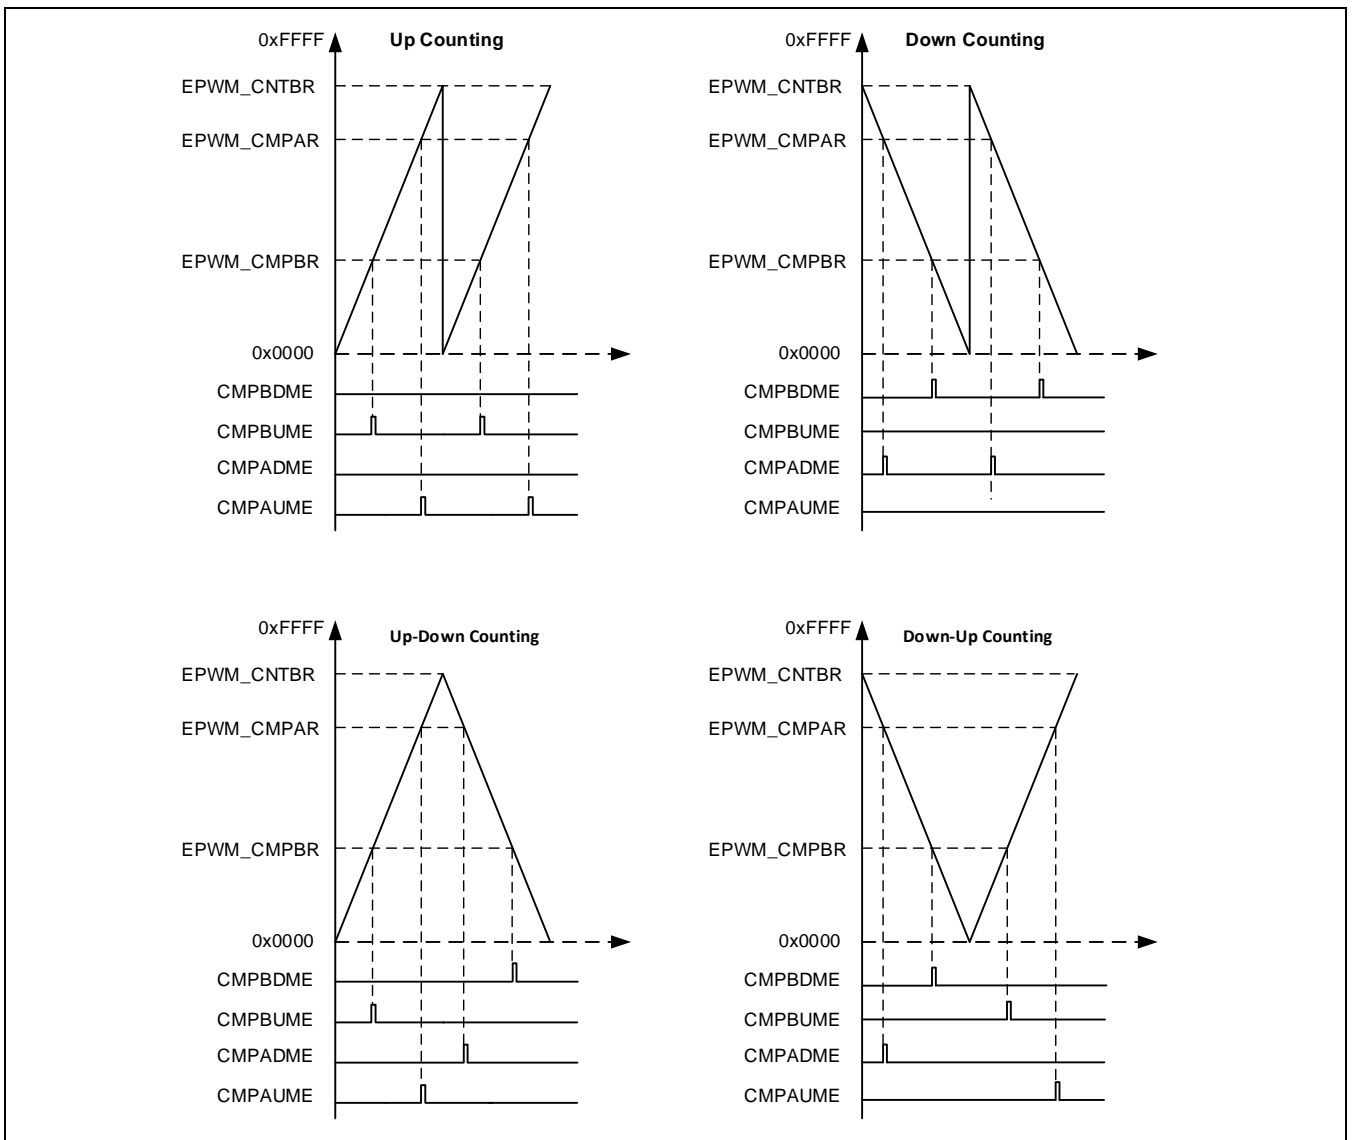 0xFFFF
Up Counting
EPWM_CNTBR
EPWM_CMPAR
EPWM_CMPBR
0x0000
CMPBDME
CMPBUME
CMPADME
CMPAUME
0xFFFF
Down Counting
EPWM_CNTBR
EPWM_CMPAR
EPWM_CMPBR
0x0000
CMPBDME
CMPBUME
CMPADME
CMPAUME
0xFFFF
Up-Down Counting
EPWM_CNTBR
EPWM_CMPAR
EPWM_CMPBR
0x0000
CMPBDME
CMPBUME
CMPADME
CMPAUME
0xFFFF
Down-Up Counting
EPWM_CNTBR
EPWM_CMPAR
EPWM_CMPBR
0x0000
CMPBDME
CMPBUME
CMPADME
CMPAUME